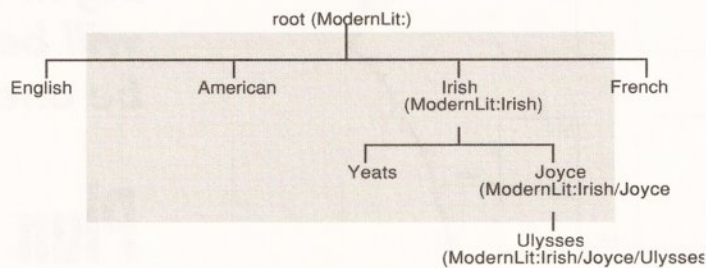 root (ModernLit:)
English American Irish French
(ModernLit:Irish)
Yeats Joyce
(ModernLit:Irish/Joyce
Ulysses
(ModernLit:Irish/Joyce/Ulysses